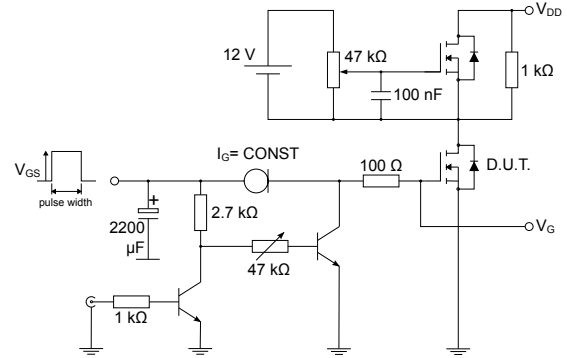 V_DD
12 V
47 kΩ
1 kΩ
100 nF
I_G= CONST
V_GS
100 Ω
D.U.T.
pulse width
+
2200
μF
2.7 kΩ
V_G
47 kΩ
1 kΩ